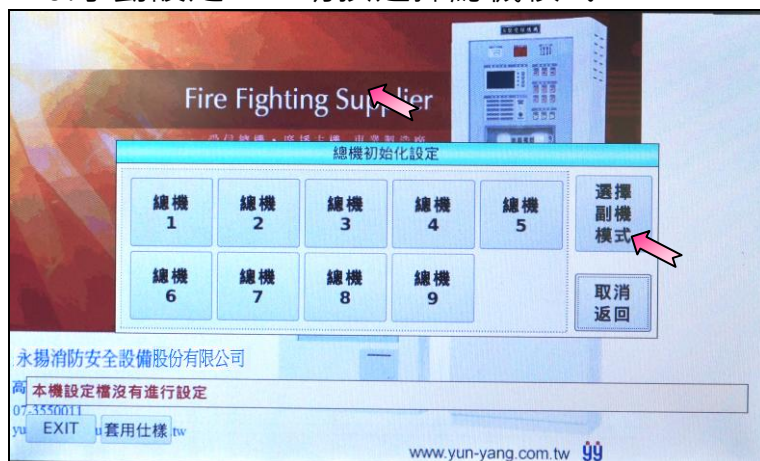 Fire Fighting Supplier
總機初始化設定
總機 1
總機 2
總機 3
總機 4
總機 5
選擇副機模式
總機 6
總機 7
總機 8
總機 9
取消返回
永揚消防安全設備股份有限公司
高
本機設定檔沒有進行設定
07-3550011
yu
EXIT
套用仕樣
.tw
www.yun-yang.com.tw
yy